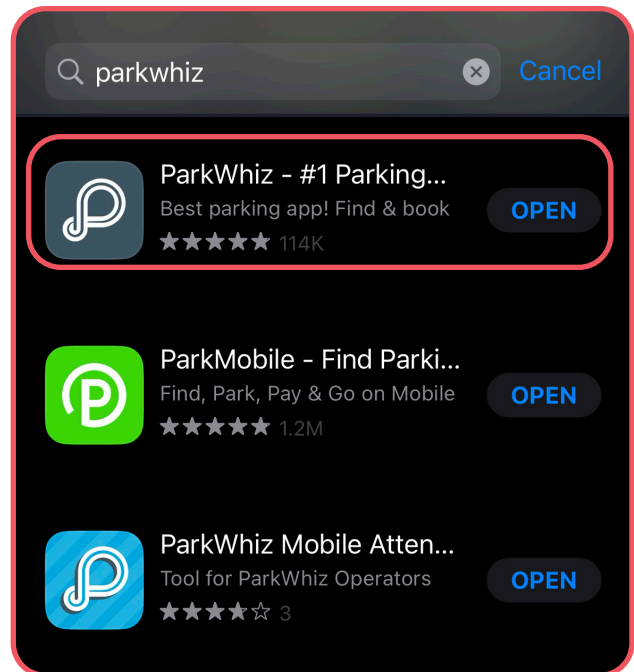 parkwhiz
Cancel
ParkWhiz - #1 Parking...
Best parking app! Find & book
OPEN
114K
ParkMobile - Find Parki...
Find, Park, Pay & Go on Mobile
OPEN
1.2M
ParkWhiz Mobile Atten...
Tool for ParkWhiz Operators
OPEN
3